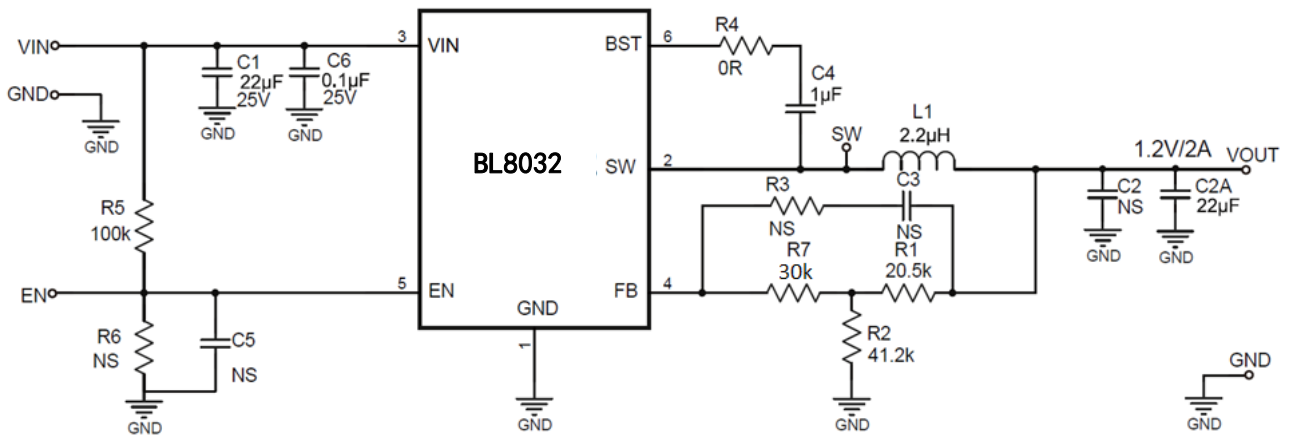 VIN
GND
GND
C1
22µF
25V
GND
C6
0.1µF
25V
GND
R5
100k
EN
R6
NS
C5
NS
GND
3
VIN
BL8032
5
EN
GND
1
GND
BST
6
SW
2
FB
4
R4
0R
C4
1µF
SW
L1
2.2µH
1.2V/2A
VOUT
R3
NS
C3
NS
R7
30k
R1
20.5k
R2
41.2k
GND
C2
NS
GND
C2A
22µF
GND
GND
GND